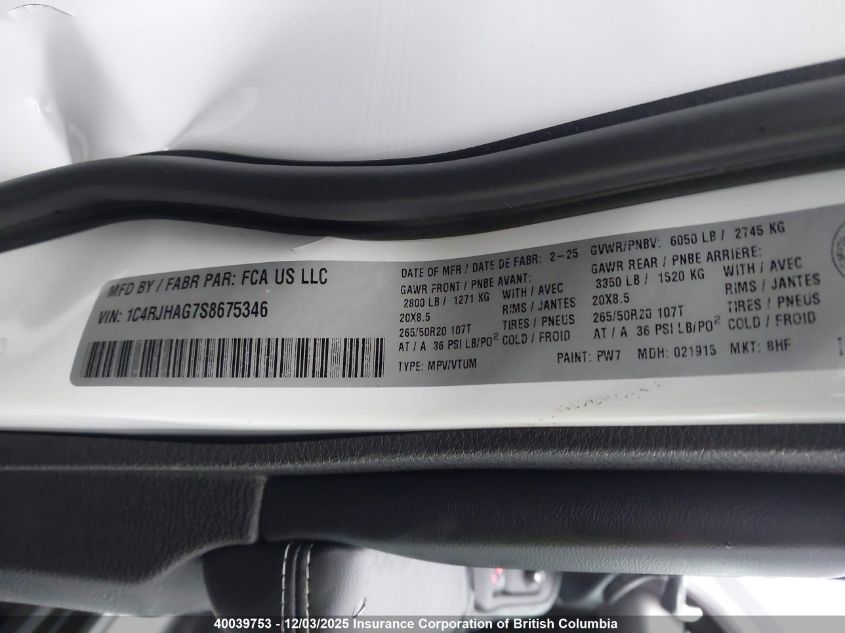 MFD BY / FABR PAR: FCA US LLC
VIN: 1C4RJHAG7S8675346
DATE OF MFR / DATE DE FABR: 2-25
GAWR FRONT / PNBE AVANT:
2800 LB / 1271 KG WITH / AVEC
20X8.5 RIMS / JANTES
265/50R20 107T TIRES / PNEUS
AT / A 36 PSI LB/PO² COLD / FROID
TYPE: MPV/VTUM
GVWR/PNBV: 6050 LB / 2745 KG
GAWR REAR / PNBE ARRIERE:
3350 LB / 1520 KG WITH / AVEC
20X8.5 RIMS / JANTES
265/50R20 107T TIRES / PNEUS
AT / A 36 PSI LB/PO² COLD / FROID
PAINT: PW7 MDH: 021915 MKT: 8HF
40039753 - 12/03/2025 Insurance Corporation of British Columbia